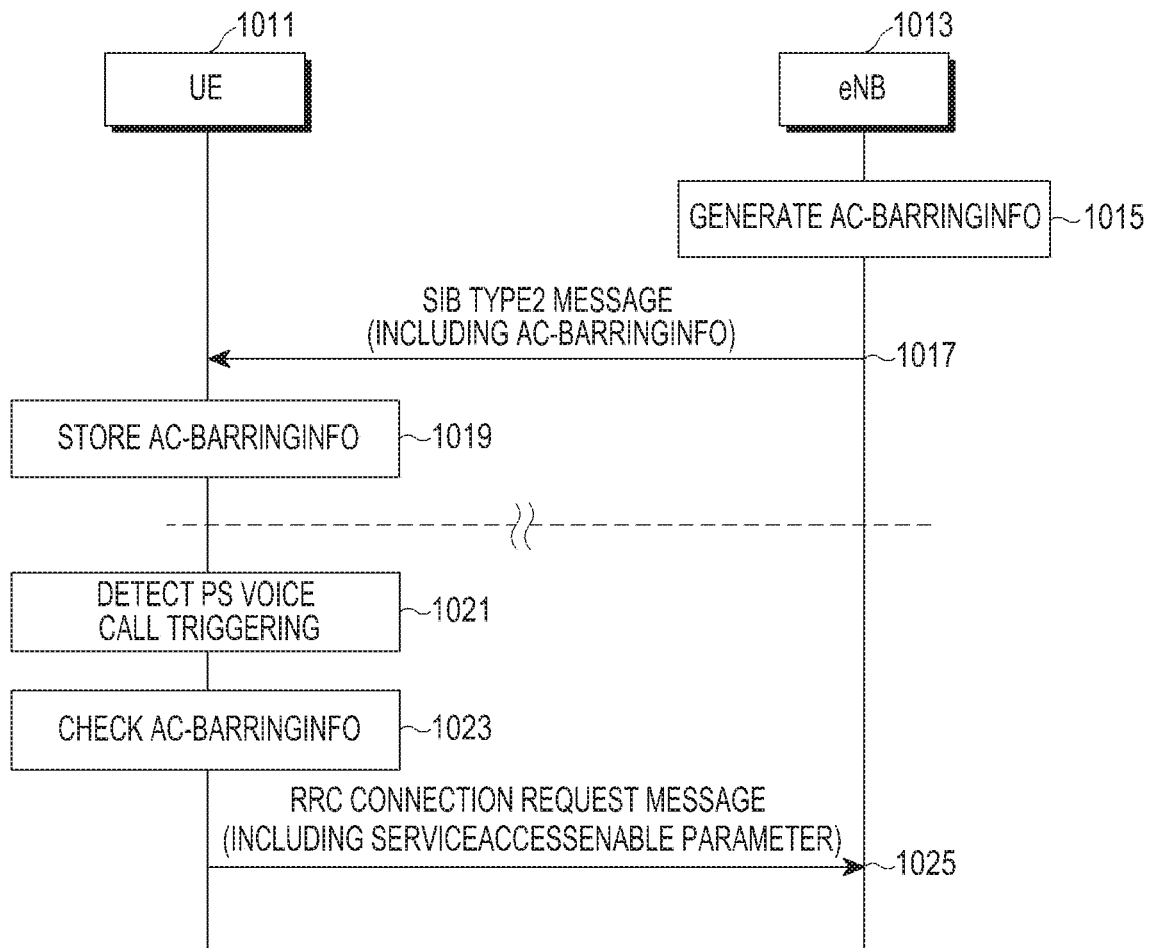 1011
1013
UE
eNB
GENERATE AC-BARRINGINFO
1015
SIB TYPE2 MESSAGE
(INCLUDING AC-BARRINGINFO)
1017
STORE AC-BARRINGINFO
1019
DETECT PS VOICE
CALL TRIGGERING
1021
CHECK AC-BARRINGINFO
1023
RRC CONNECTION REQUEST MESSAGE
(INCLUDING SERVICEACCESSENABLE PARAMETER)
1025